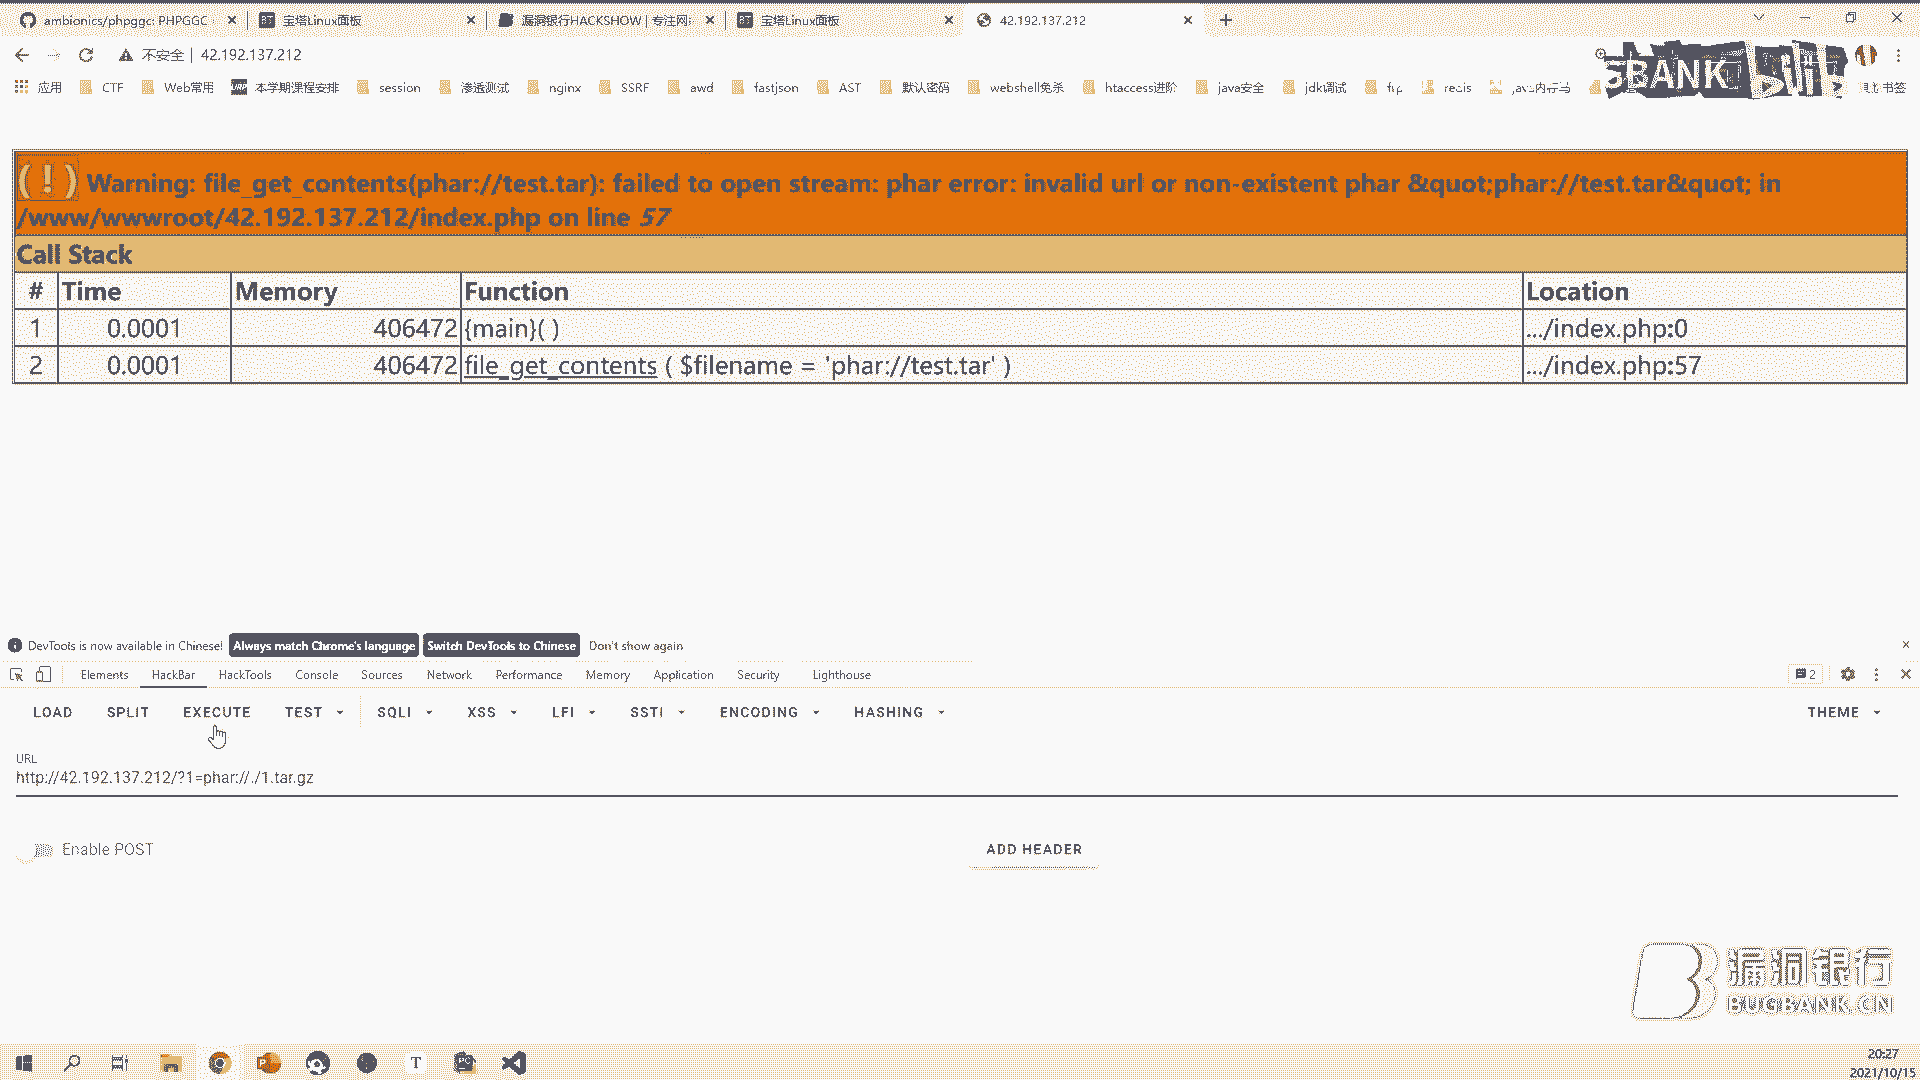 ambionics/phpggc: PHPGGC
宝塔Linux面板
漏洞银行HACKSHOW | 专注网
宝塔Linux面板
42.192.137.212
不安全 | 42.192.137.212
应用 CTF Web常用 本学期课程安排 session 渗透测试 nginx SSRF awd fastjson AST 默认密码 webshell免杀 htaccess进阶 java安全 jdk调试 redis java内存马
BANK
( ! ) Warning: file_get_contents(phar://test.tar): failed to open stream: phar error: invalid url or non-existent phar &quot;phar://test.tar&quot; in
/www/wwwroot/42.192.137.212/index.php on line 57
Call Stack
# Time Memory Function Location
1 0.0001 406472 {main}( ) .../index.php:0
2 0.0001 406472 file_get_contents ( $filename = 'phar://test.tar' ) .../index.php:57
DevTools is now available in Chinese! Always match Chrome's language Switch DevTools to Chinese Don't show again
Elements HackBar HackTools Console Sources Network Performance Memory Application Security Lighthouse 2
LOAD SPLIT EXECUTE TEST SQLI XSS LFI SSTI ENCODING HASHING THEME
URL
http://42.192.137.212/?1=phar://./1.tar.gz
Enable POST ADD HEADER
漏洞银行
BUGBANK.CN
20:27
2021/10/15